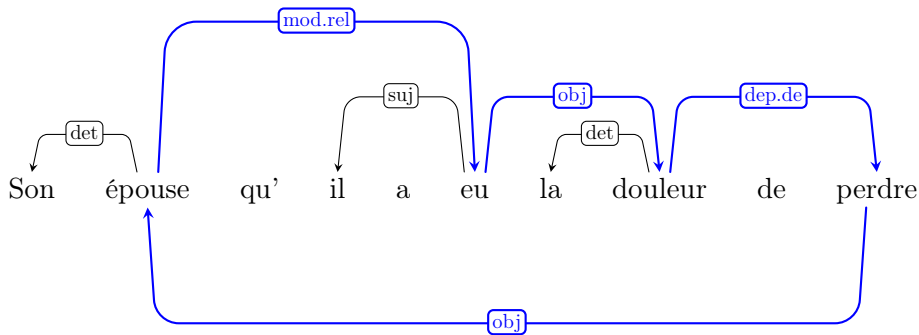 mod.rel
suj obj dep.de
det det
Son épouse qu' il a eu la douleur de perdre
obj